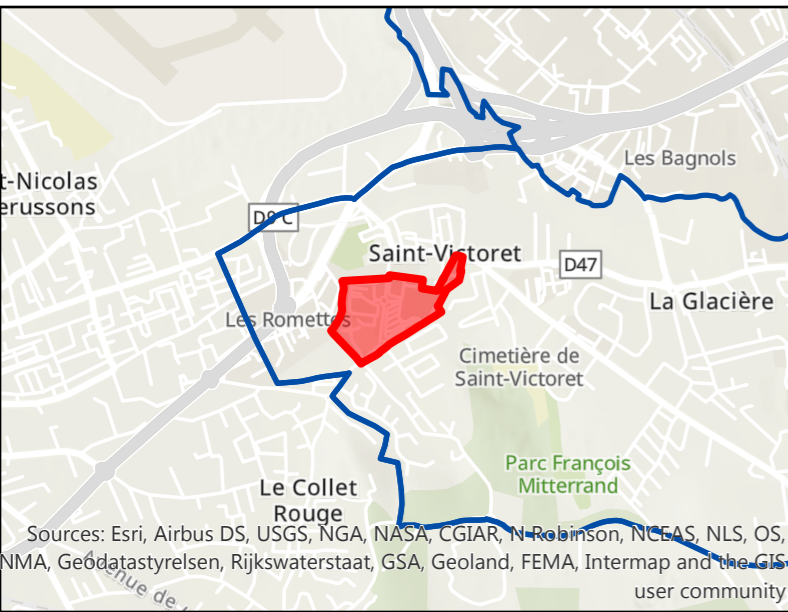 Les Bagnols
t-Nicolas
erussons
D9 C
Saint-Victoret
D47
La Glacière
Les Romettes
Cimetière de
Saint-Victoret
Parc François
Mitterrand
Le Collet
Rouge
Sources: Esri, Airbus DS, USGS, NGA, NASA, CGIAR, N Robinson, NCEAS, NLS, OS,
NMA, Geodatastyrelsen, Rijkswaterstaat, GSA, Geoland, FEMA, Intermap and the GIS
user community
Avenue de